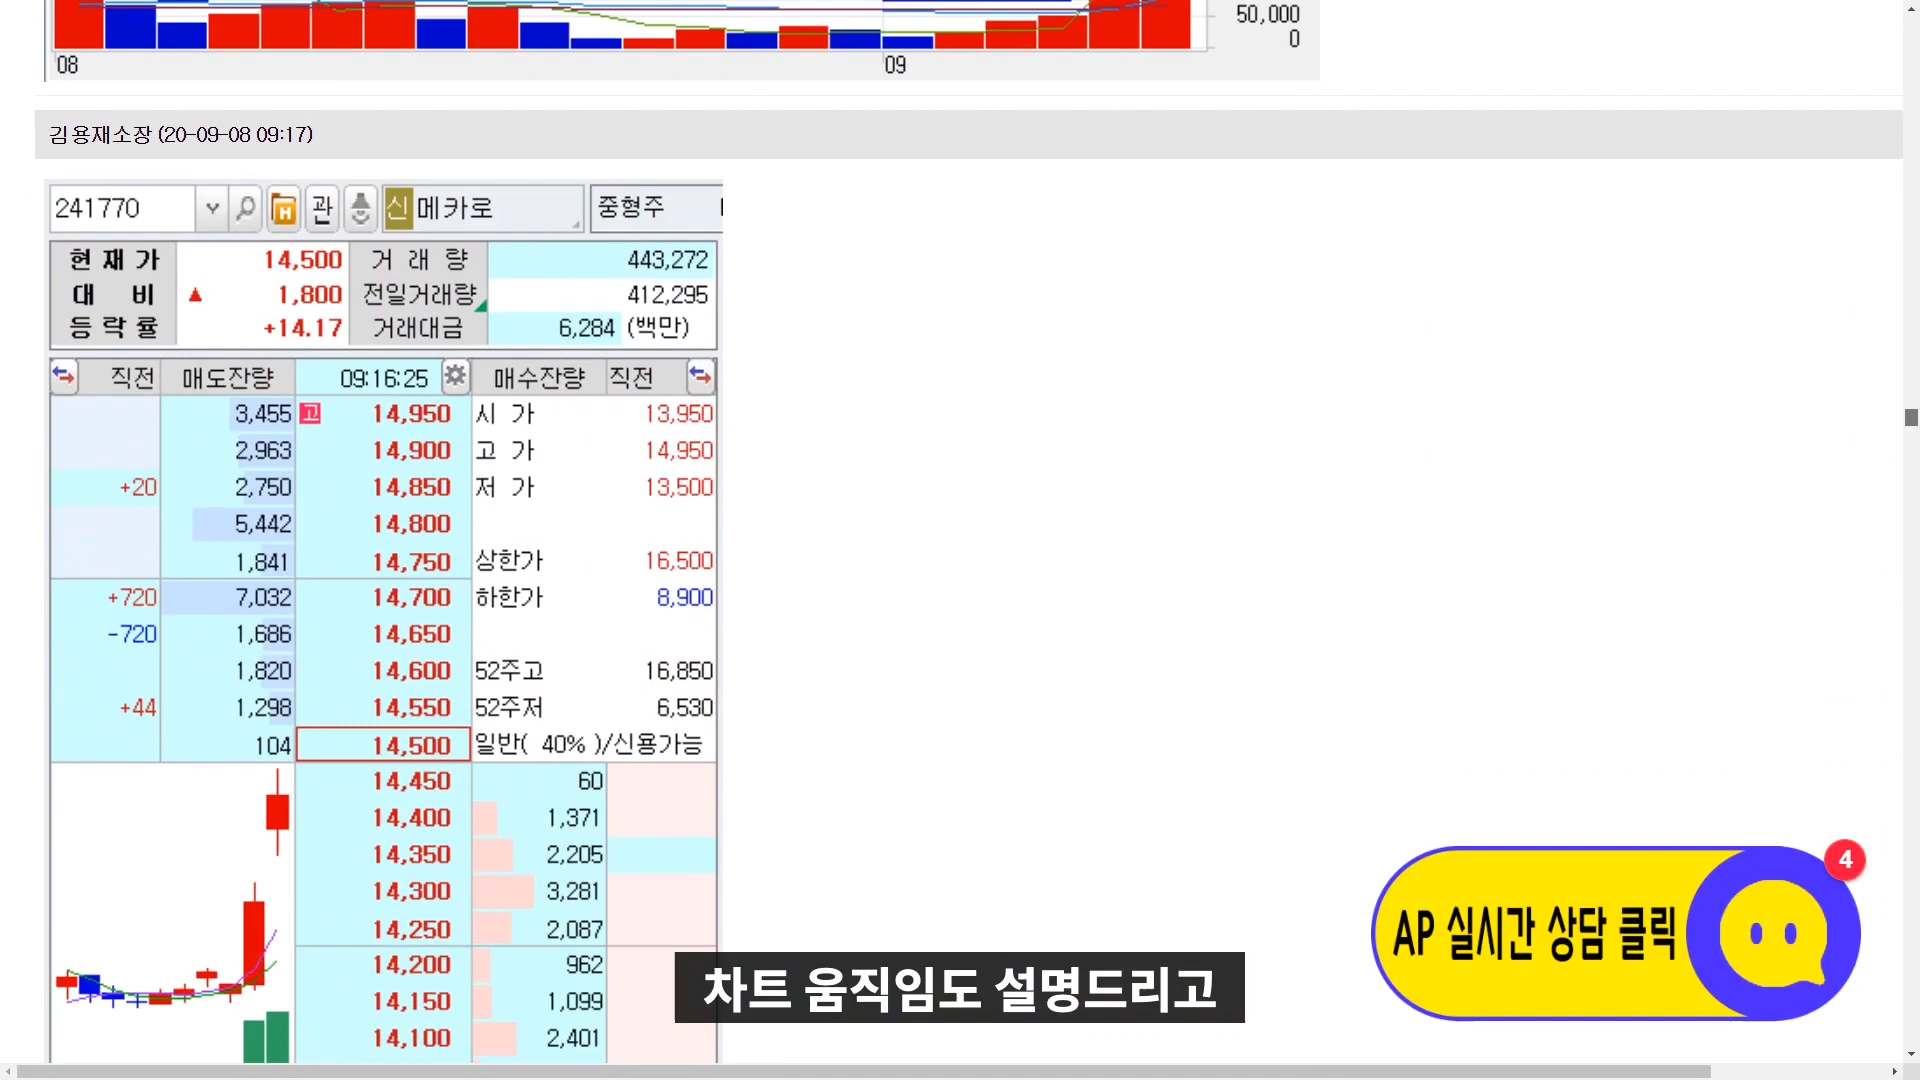 50,000
0
08
09
김용재소장 (20-09-08 09:17)
241770 관 신 메카로 중형주
현재가 14,500 거래량 443,272
대비 ▲ 1,800 전일거래량 412,295
등락률 +14.17 거래대금 6,284 (백만)
직전 매도잔량 09:16:25 매수잔량 직전
3,455 고 14,950 시가 13,950
2,963 14,900 고가 14,950
+20 2,750 14,850 저가 13,500
5,442 14,800
1,841 14,750 상한가 16,500
+720 7,032 14,700 하한가 8,900
-720 1,686 14,650
1,820 14,600 52주고 16,850
+44 1,298 14,550 52주저 6,530
104 14,500 일반( 40% )/신용가능
14,450 60
14,400 1,371
14,350 2,205
14,300 3,281
14,250 2,087
14,200 962
14,150 1,099
14,100 2,401
4
AP 실시간 상담 클릭
차트 움직임도 설명드리고